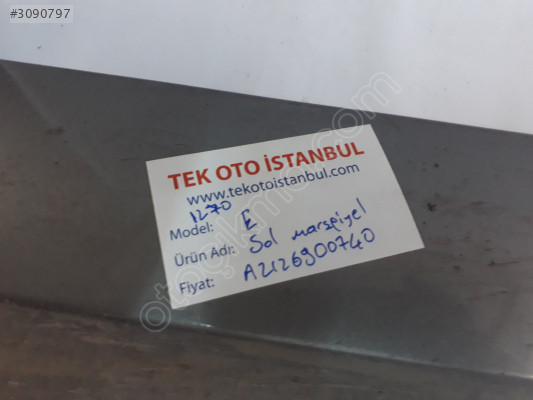 #3090797
TEK OTO İSTANBUL
www.tekotoistanbul.com
1270
Model: E
Ürün Adı: Sol marşpiyel
Fiyat: A2126900740